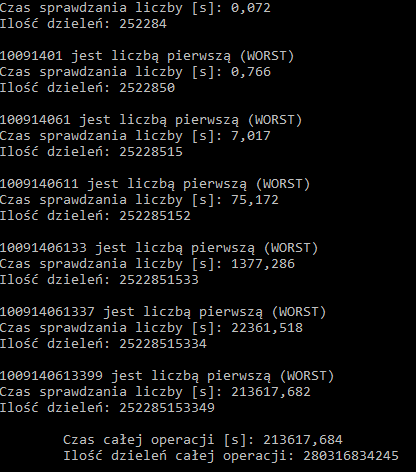 Czas sprawdzania liczby [s]: 0,072
Ilość dzieleń: 252284
10091401 jest liczbą pierwszą (WORST)
Czas sprawdzania liczby [s]: 0,766
Ilość dzieleń: 2522850
100914061 jest liczbą pierwszą (WORST)
Czas sprawdzania liczby [s]: 7,017
Ilość dzieleń: 25228515
1009140611 jest liczbą pierwszą (WORST)
Czas sprawdzania liczby [s]: 75,172
Ilość dzieleń: 252285152
10091406133 jest liczbą pierwszą (WORST)
Czas sprawdzania liczby [s]: 1377,286
Ilość dzieleń: 2522851533
100914061337 jest liczbą pierwszą (WORST)
Czas sprawdzania liczby [s]: 22361,518
Ilość dzieleń: 25228515334
1009140613399 jest liczbą pierwszą (WORST)
Czas sprawdzania liczby [s]: 213617,682
Ilość dzieleń: 252285153349
Czas całej operacji [s]: 213617,684
Ilość dzieleń całej operacji: 280316834245